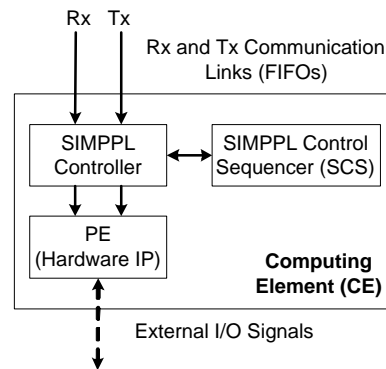 Rx Tx
Rx and Tx Communication
Links (FIFOs)
SIMPPL
Controller
SIMPPL Control
Sequencer (SCS)
PE
(Hardware IP)
Computing
Element (CE)
External I/O Signals